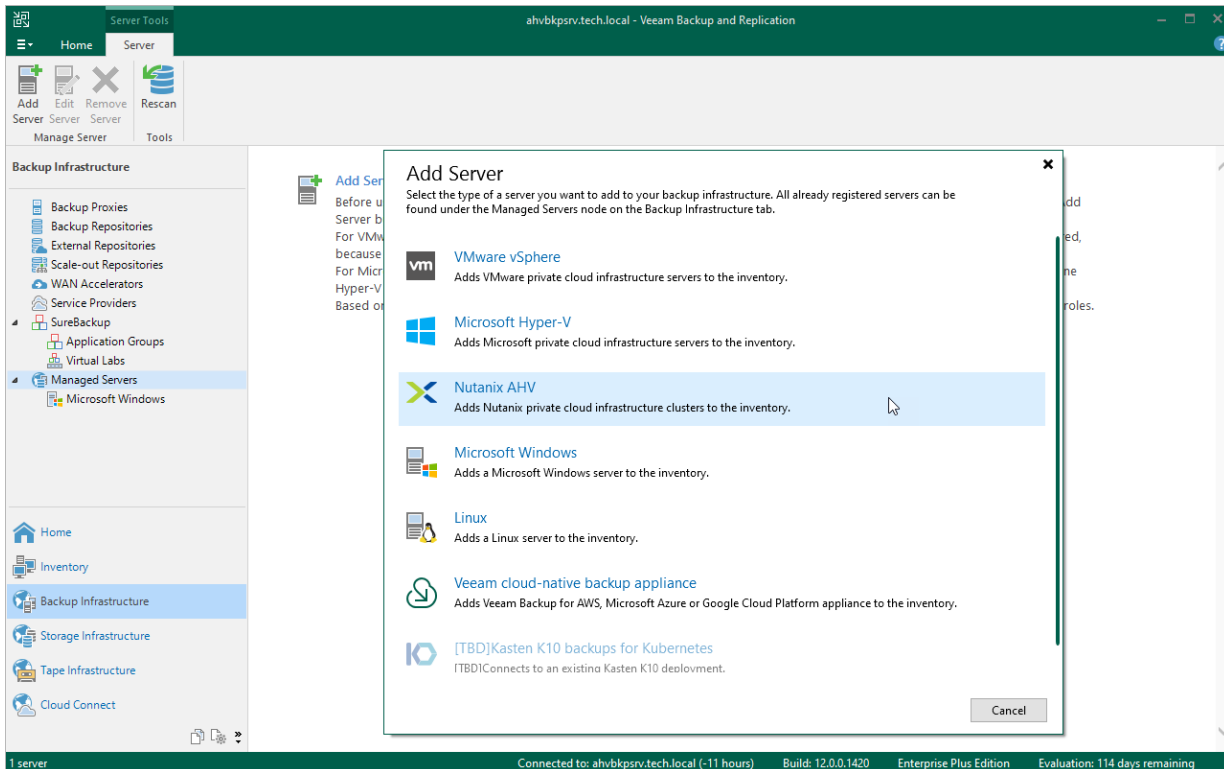 Server Tools
ahvbkpsrv.tech.local - Veeam Backup and Replication
Home
Server
Add Server
Edit Server
Remove Server
Rescan
Manage Server
Tools
Backup Infrastructure
Backup Proxies
Backup Repositories
External Repositories
Scale-out Repositories
WAN Accelerators
Service Providers
SureBackup
Application Groups
Virtual Labs
Managed Servers
Microsoft Windows
Home
Inventory
Backup Infrastructure
Storage Infrastructure
Tape Infrastructure
Cloud Connect
Add Ser
Before u
Server b
For VMw
because
For Micr
Hyper-V
Based or
dd
ed,
ne
roles.
Add Server
Select the type of a server you want to add to your backup infrastructure. All already registered servers can be
found under the Managed Servers node on the Backup Infrastructure tab.
vm
VMware vSphere
Adds VMware private cloud infrastructure servers to the inventory.
Microsoft Hyper-V
Adds Microsoft private cloud infrastructure servers to the inventory.
Nutanix AHV
Adds Nutanix private cloud infrastructure clusters to the inventory.
Microsoft Windows
Adds a Microsoft Windows server to the inventory.
Linux
Adds a Linux server to the inventory.
Veeam cloud-native backup appliance
Adds Veeam Backup for AWS, Microsoft Azure or Google Cloud Platform appliance to the inventory.
[TBD]Kasten K10 backups for Kubernetes
[TBD]Connects to an existing Kasten K10 deployment.
Cancel
1 server
Connected to: ahvbkpsrv.tech.local (-11 hours)
Build: 12.0.0.1420
Enterprise Plus Edition
Evaluation: 114 days remaining